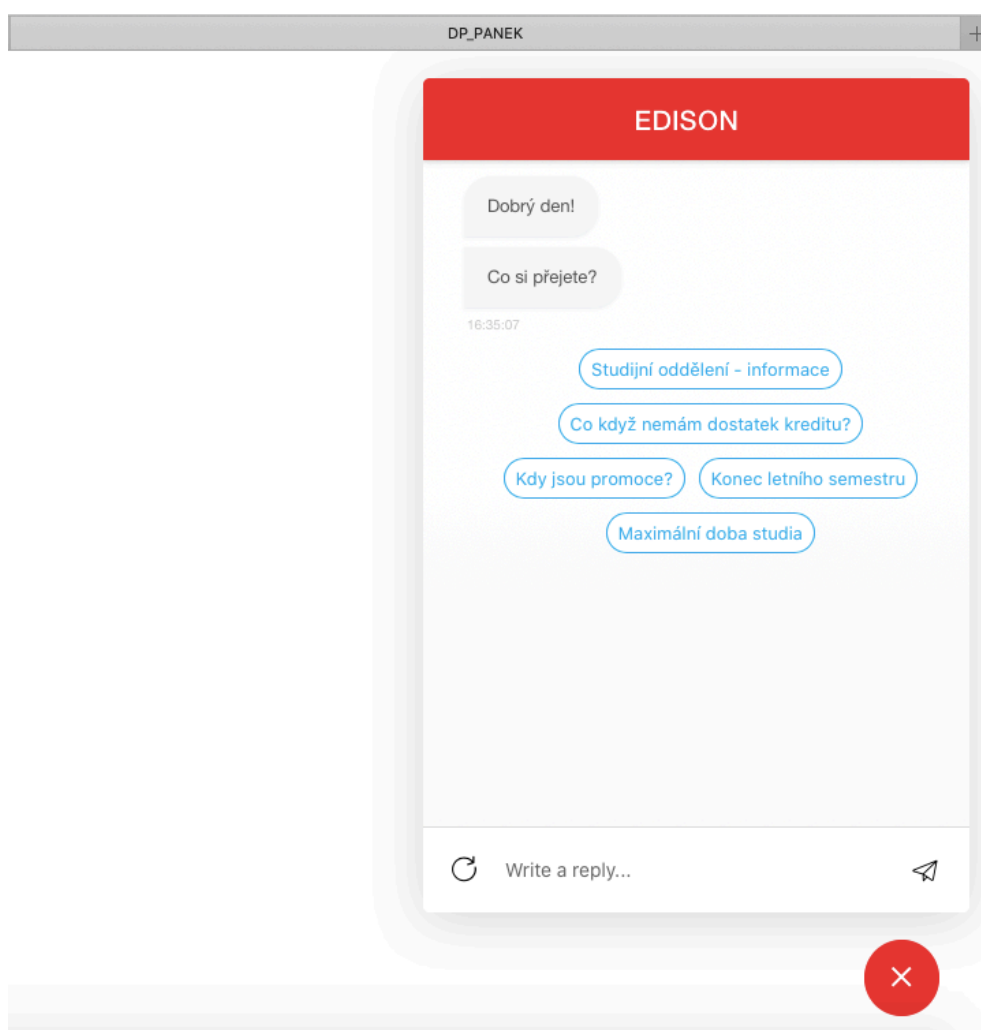 DP_PANEK
EDISON
Dobrý den!
Co si přejete?
16:35:07
Studijní oddělení - informace
Co když nemám dostatek kreditu?
Kdy jsou promoce?
Konec letního semestru
Maximální doba studia
Write a reply...